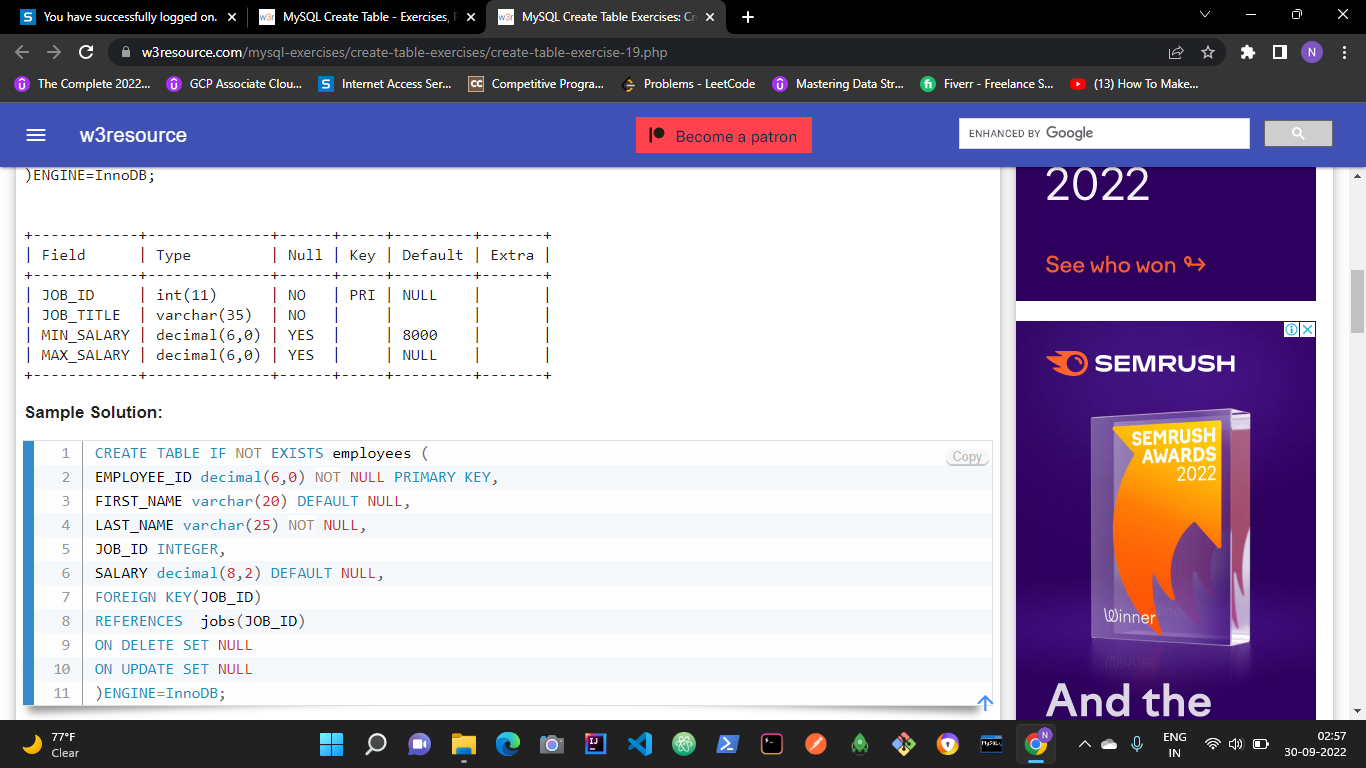 You have successfully logged on.
MySQL Create Table - Exercises, P
MySQL Create Table Exercises: Cr
w3resource.com/mysql-exercises/create-table-exercises/create-table-exercise-19.php
N
The Complete 2022...
GCP Associate Clou...
Internet Access Ser...
Competitive Progra...
Problems - LeetCode
Mastering Data Str...
Fiverr - Freelance S...
(13) How To Make...
w3resource
Become a patron
ENHANCED BY Google
)ENGINE=InnoDB;
+------------+--------------+------+-----+---------+-------+
| Field      | Type         | Null | Key | Default | Extra |
+------------+--------------+------+-----+---------+-------+
| JOB_ID     | int(11)      | NO   | PRI | NULL    |       |
| JOB_TITLE  | varchar(35)  | NO   |     |         |       |
| MIN_SALARY | decimal(6,0) | YES  |     | 8000    |       |
| MAX_SALARY | decimal(6,0) | YES  |     | NULL    |       |
+------------+--------------+------+-----+---------+-------+
Sample Solution:
Copy
1 CREATE TABLE IF NOT EXISTS employees (
2 EMPLOYEE_ID decimal(6,0) NOT NULL PRIMARY KEY,
3 FIRST_NAME varchar(20) DEFAULT NULL,
4 LAST_NAME varchar(25) NOT NULL,
5 JOB_ID INTEGER,
6 SALARY decimal(8,2) DEFAULT NULL,
7 FOREIGN KEY(JOB_ID)
8 REFERENCES  jobs(JOB_ID)
9 ON DELETE SET NULL
10 ON UPDATE SET NULL
11 )ENGINE=InnoDB;
2022
See who won
SEMRUSH
SEMRUSH
AWARDS
2022
Winner
And the
77°F
Clear
ENG
IN
02:57
30-09-2022